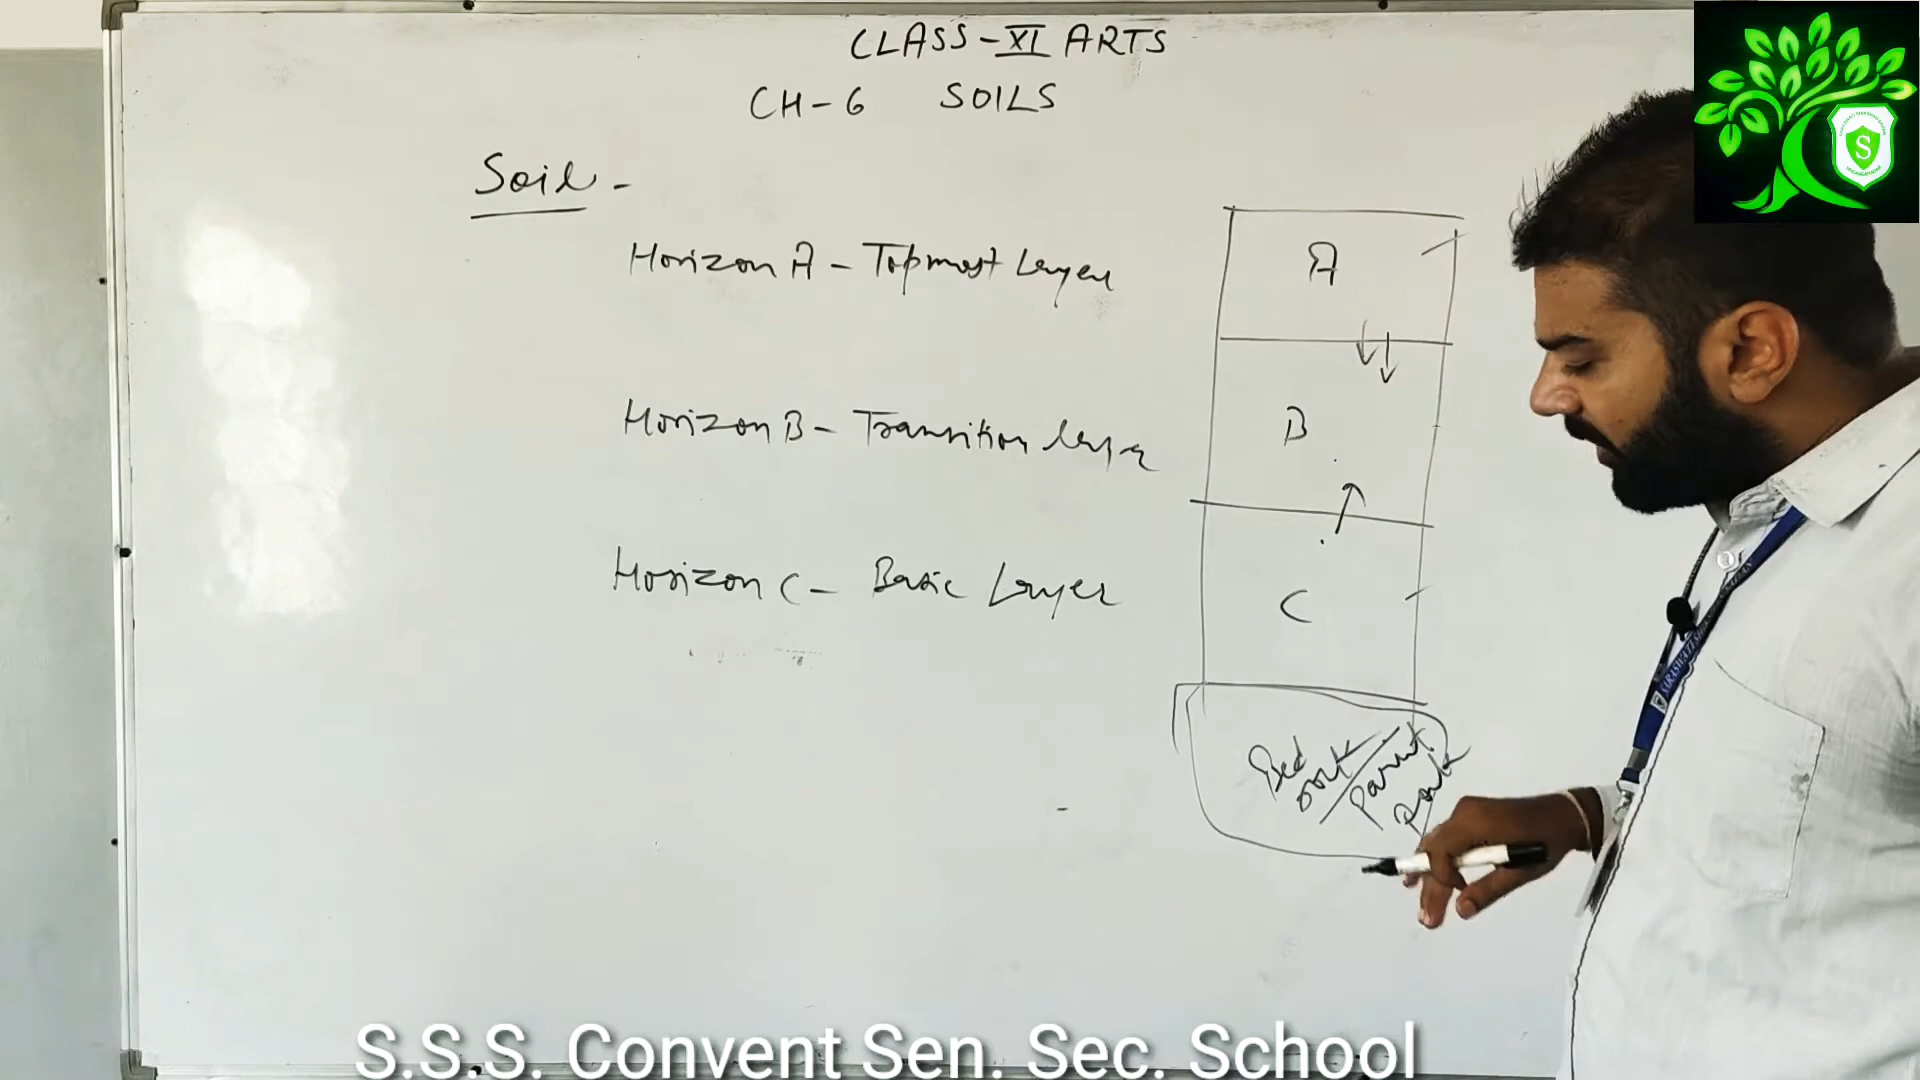 CLASS-XI ARTS
CH-6 SOILS
Soil -
Horizon A - Topmost Layer
Horizon B - Transition layer
Horizon C - Basic Layer
A
B
C
Bed rock/Parent Rock
S
S.S.S. Convent Sen. Sec. School